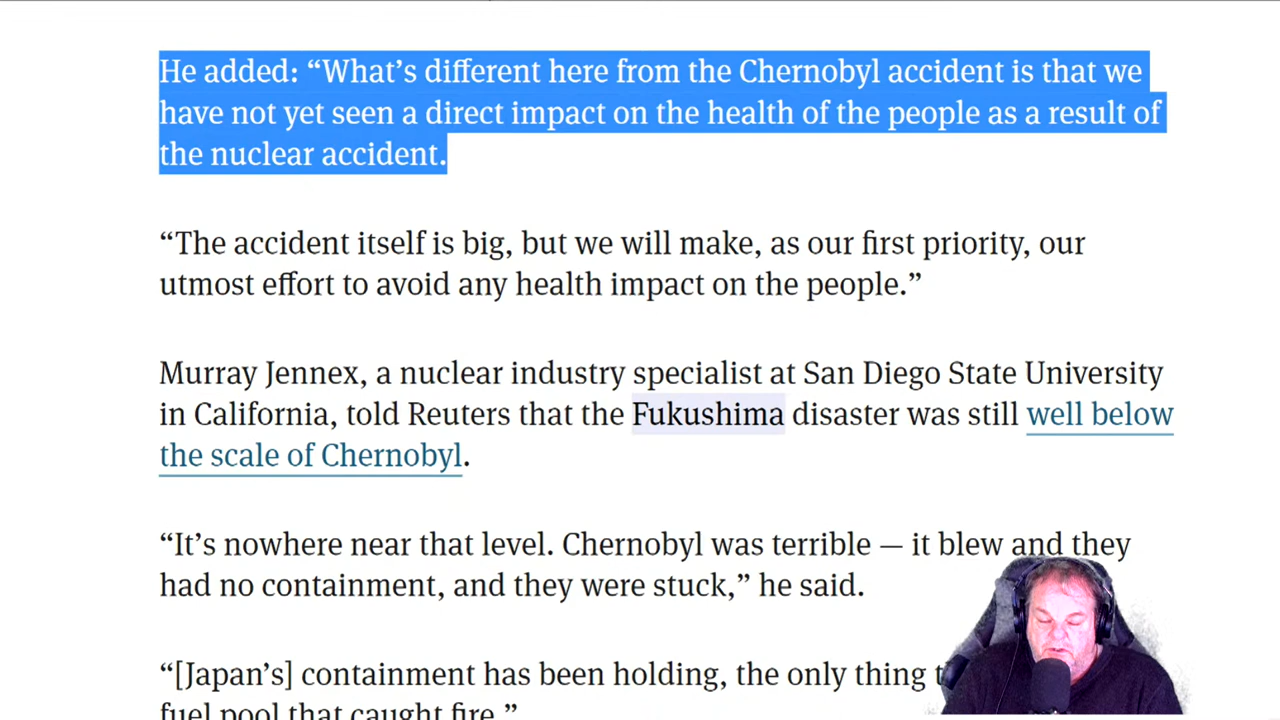 He added: “What’s different here from the Chernobyl accident is that we
have not yet seen a direct impact on the health of the people as a result of
the nuclear accident.
“The accident itself is big, but we will make, as our first priority, our
utmost effort to avoid any health impact on the people.”
Murray Jennex, a nuclear industry specialist at San Diego State University
in California, told Reuters that the Fukushima disaster was still well below
the scale of Chernobyl.
“It’s nowhere near that level. Chernobyl was terrible — it blew and they
had no containment, and they were stuck,” he said.
“[Japan’s] containment has been holding, the only thing
fuel pool that caught fire.”